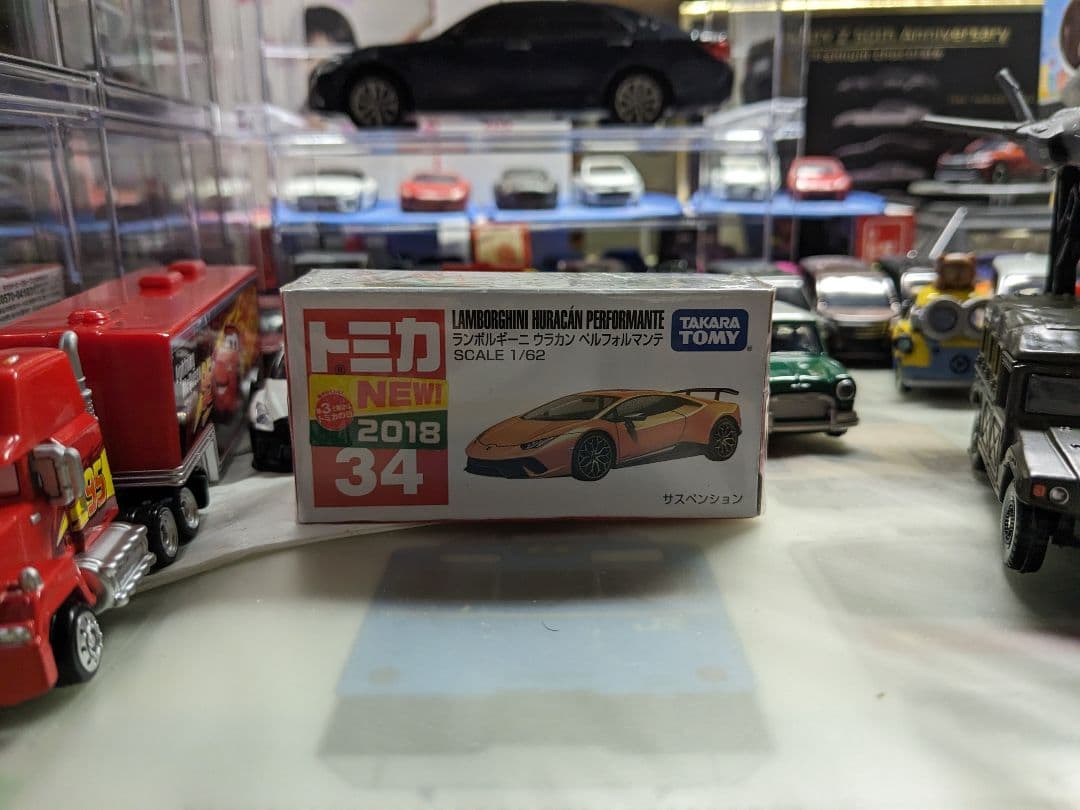 LAMBORGHINI HURACÁN PERFORMANTE
ランボルギーニ ウラカン ペルフォルマンテ
SCALE 1/62
トミカ
NEW!
2018
34
TAKARA
TOMY
サスペンション
95
Anniversary